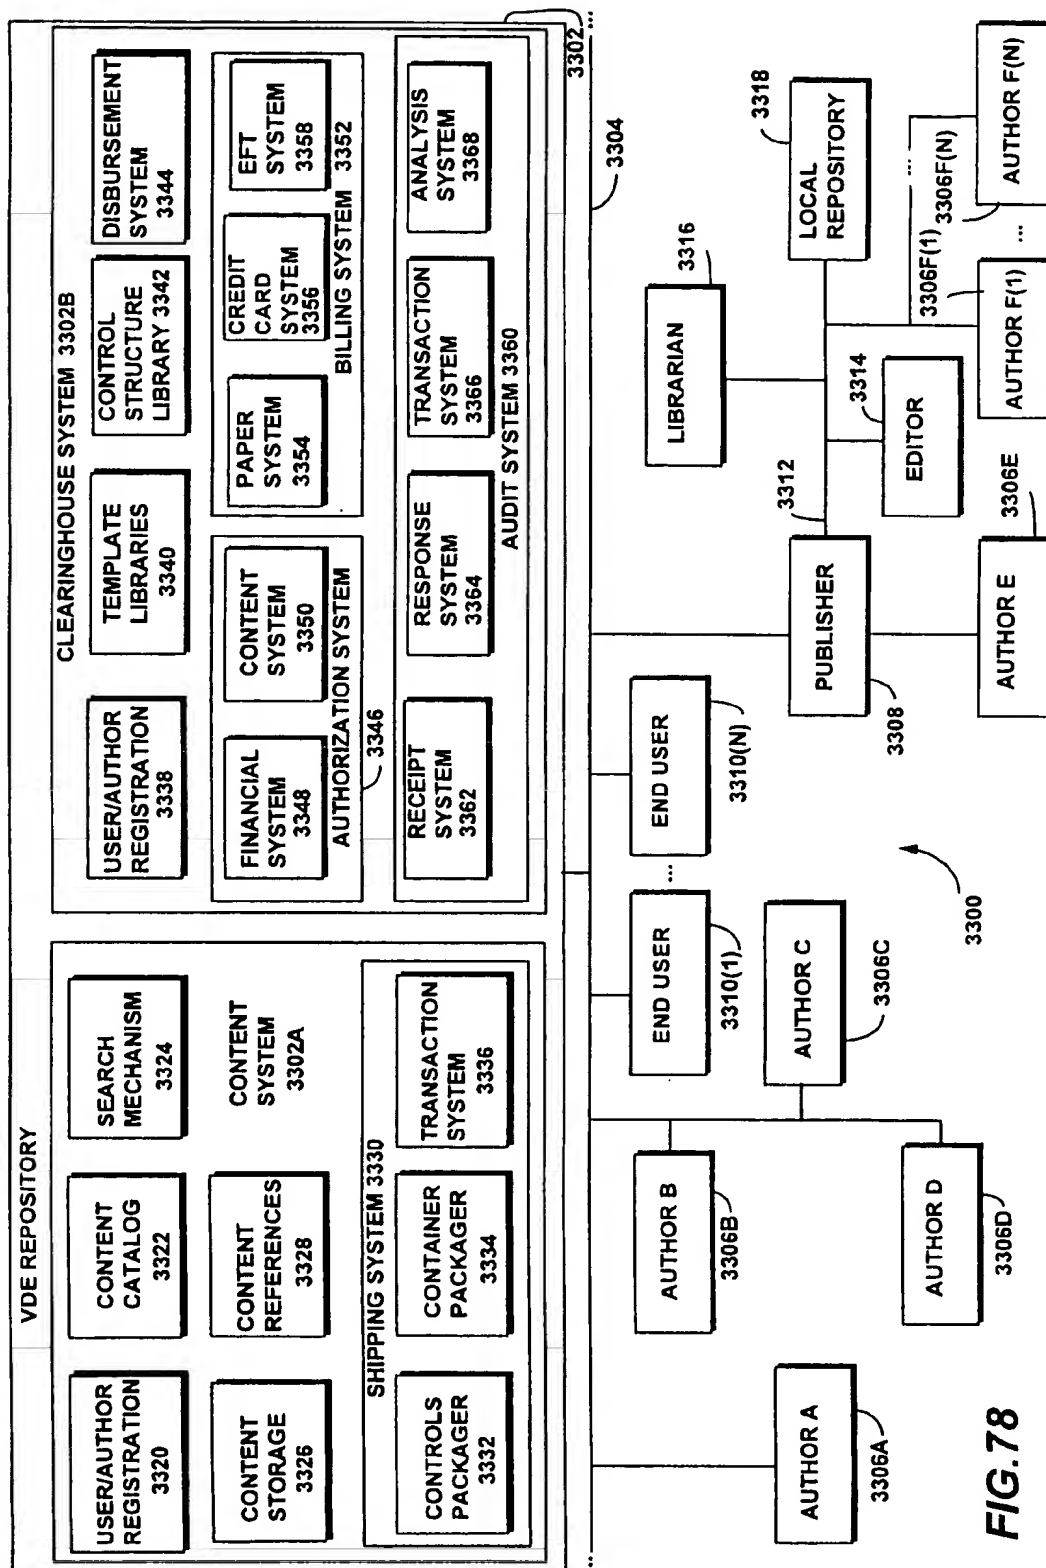 VDE REPOSITORY
USER/AUTHOR
REGISTRATION
3320
CONTENT
CATALOG
3322
SEARCH
MECHANISM
3324
CONTENT
STORAGE
3326
CONTENT
REFERENCES
3328
CONTENT
SYSTEM
3302A
SHIPPING SYSTEM 3330
CONTROLS
PACKAGER
3332
CONTAINER
PACKAGER
3334
TRANSACTION
SYSTEM
3336
CLEARINGHOUSE SYSTEM 3302B
USER/AUTHOR
REGISTRATION
3338
TEMPLATE
LIBRARIES
3340
CONTROL
STRUCTURE
LIBRARY 3342
DISBURSEMENT
SYSTEM
3344
FINANCIAL
SYSTEM
3348
CONTENT
SYSTEM
3350
AUTHORIZATION SYSTEM
3346
PAPER
SYSTEM
3354
CREDIT
CARD
SYSTEM
3356
EFT
SYSTEM
3358
BILLING SYSTEM 3352
RECEIPT
SYSTEM
3362
RESPONSE
SYSTEM
3364
TRANSACTION
SYSTEM
3366
ANALYSIS
SYSTEM
3368
AUDIT SYSTEM 3360
3302
...
...
...
3304
AUTHOR A
3306A
AUTHOR B
3306B
AUTHOR C
3306C
AUTHOR D
3306D
END USER
3310(1)
...
END USER
3310(N)
3300
PUBLISHER
3308
3312
AUTHOR E
3306E
EDITOR
3314
LIBRARIAN
3316
LOCAL
REPOSITORY
3318
AUTHOR F(1)
3306F(1)
...
...
AUTHOR F(N)
3306F(N)
FIG.78